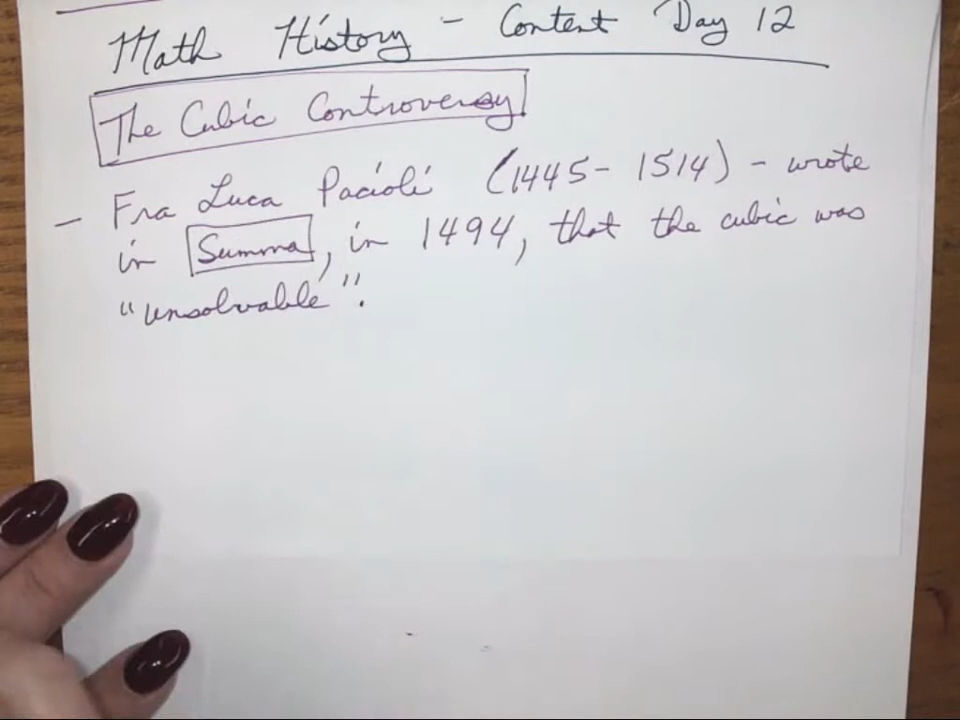 Math History - Content Day 12
The Cubic Controversy
- Fra Luca Pacioli (1445- 1514) - wrote
in Summa, in 1494, that the cubic was
"unsolvable".